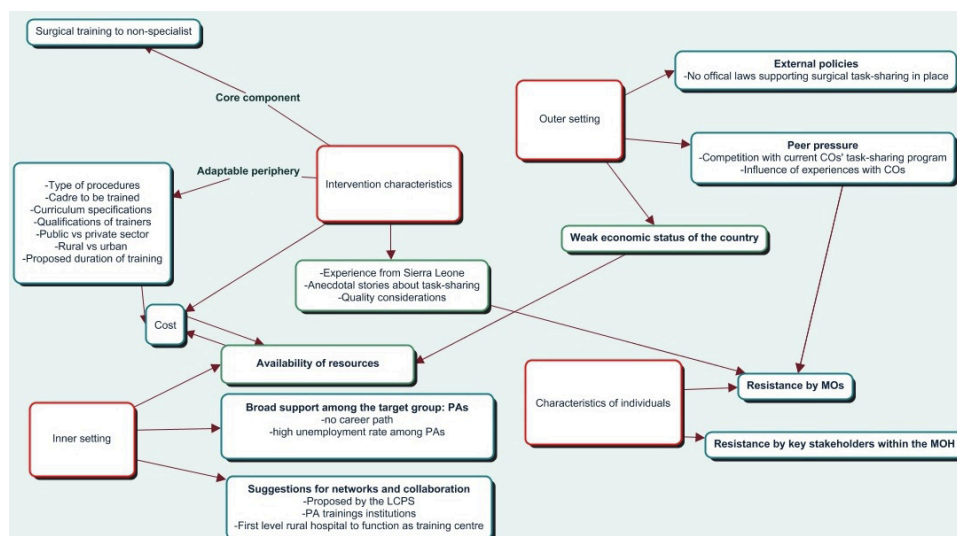 Surgical training to non-specialist
Core component
Adaptable periphery
-Type of procedures
-Cadre to be trained
-Curriculum specifications
-Qualifications of trainers
-Public vs private sector
-Rural vs urban
-Proposed duration of training
Intervention characteristics
-Experience from Sierra Leone
-Anecdotal stories about task-sharing
-Quality considerations
Cost
Availability of resources
Inner setting
Broad support among the target group: PAs
-no career path
-high unemployment rate among PAs
Suggestions for networks and collaboration
-Proposed by the LCPS
-PA trainings institutions
-First level rural hospital to function as training centre
Outer setting
External policies
-No offical laws supporting surgical task-sharing in place
Peer pressure
-Competition with current COs' task-sharing program
-Influence of experiences with COs
Weak economic status of the country
Characteristics of individuals
Resistance by MOs
Resistance by key stakeholders within the MOH